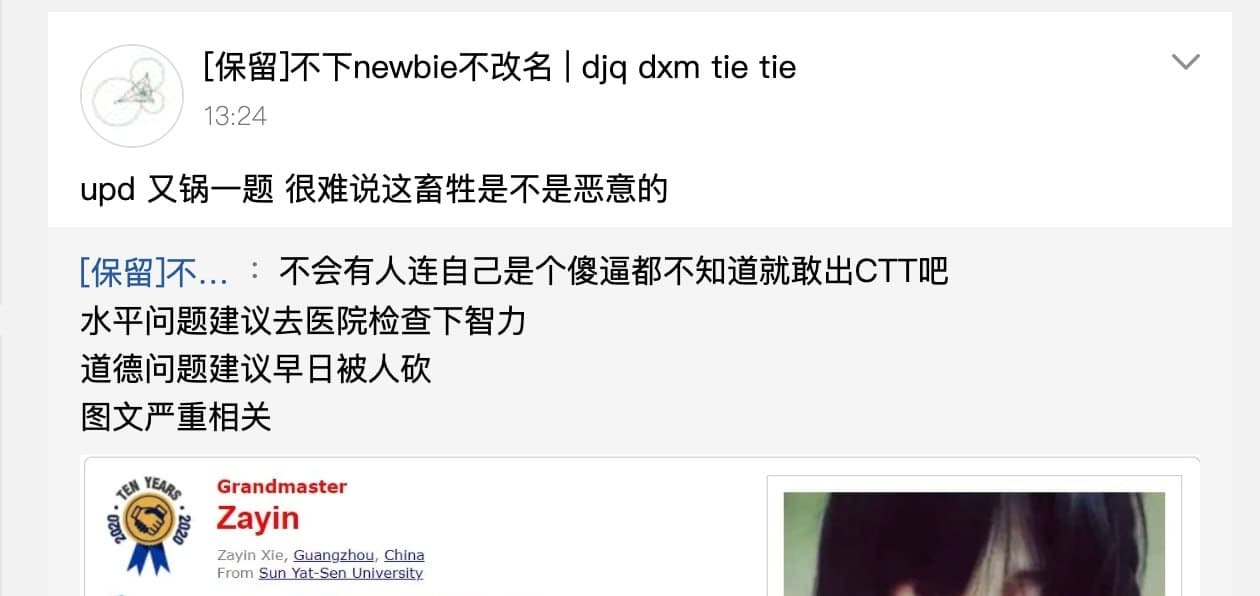 [保留]不下newbie不改名 | djq dxm tie tie
13:24
upd 又锅一题 很难说这畜牲是不是恶意的
[保留]不... : 不会有人连自己是个傻逼都不知道就敢出CTT吧
水平问题建议去医院检查下智力
道德问题建议早日被人砍
图文严重相关
TEN YEARS
2020
2020
Grandmaster
Zayin
Zayin Xie, Guangzhou, China
From Sun Yat-Sen University